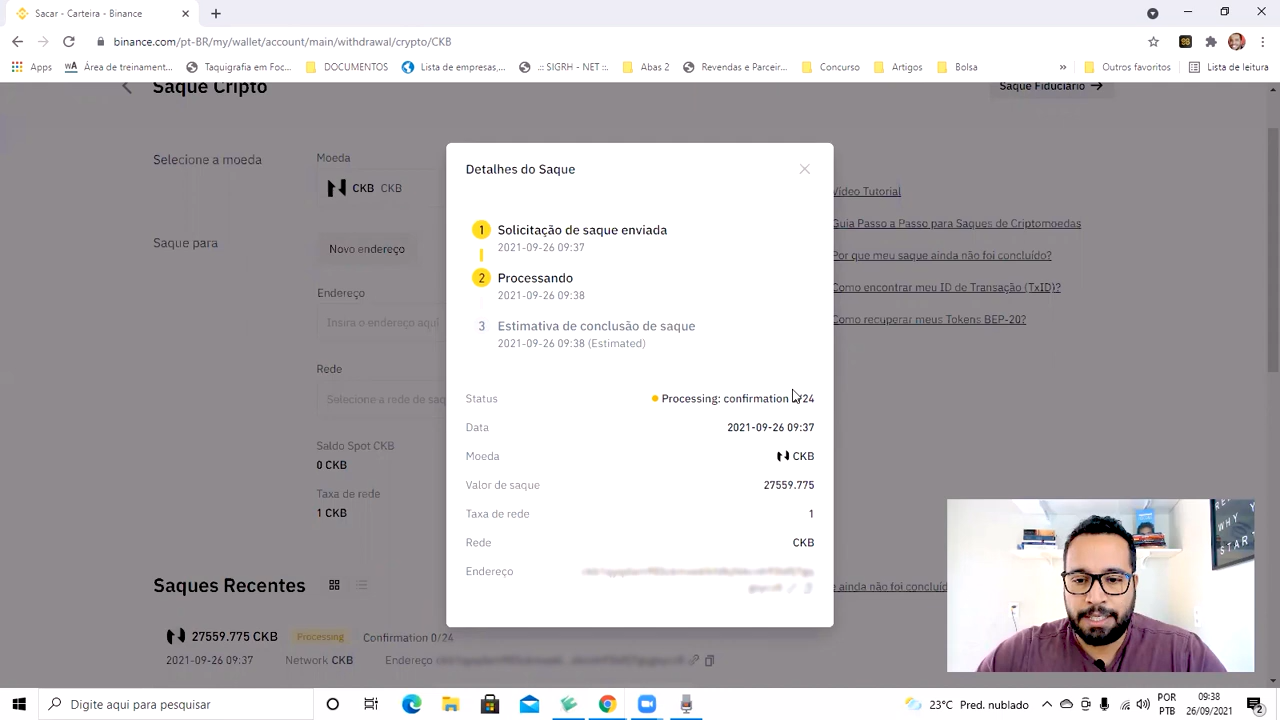 Sacar - Carteira - Binance
binance.com/pt-BR/my/wallet/account/main/withdrawal/crypto/CKB
Apps
Área de treinament...
Taquigrafia em Foc...
DOCUMENTOS
Lista de empresas,...
.:: SIGRH - NET ::.
Abas 2
Revendas e Parceir...
Concurso
Artigos
Bolsa
»
Outros favoritos
Lista de leitura
Saque Cripto
Saque Fiduciário →
Selecione a moeda
Moeda
CKB CKB
Saque para
Novo endereço
Endereço
Insira o endereço aqui
Rede
Selecione a rede de saq
Saldo Spot CKB
0 CKB
Taxa de rede
1 CKB
Detalhes do Saque
1 Solicitação de saque enviada
2021-09-26 09:37
2 Processando
2021-09-26 09:38
3 Estimativa de conclusão de saque
2021-09-26 09:38 (Estimated)
Status Processing: confirmation /24
Data 2021-09-26 09:37
Moeda CKB
Valor de saque 27559.775
Taxa de rede 1
Rede CKB
Endereço
Vídeo Tutorial
Guia Passo a Passo para Saques de Criptomoedas
Por que meu saque ainda não foi concluído?
Como encontrar meu ID de Transação (TxID)?
Como recuperar meus Tokens BEP-20?
Saques Recentes
ainda não foi concluíd
27559.775 CKB Processing Confirmation 0/24
2021-09-26 09:37 Network CKB Endereço
WHY Y
START
Digite aqui para pesquisar
23°C Pred. nublado
POR
PTB
09:38
26/09/2021
2